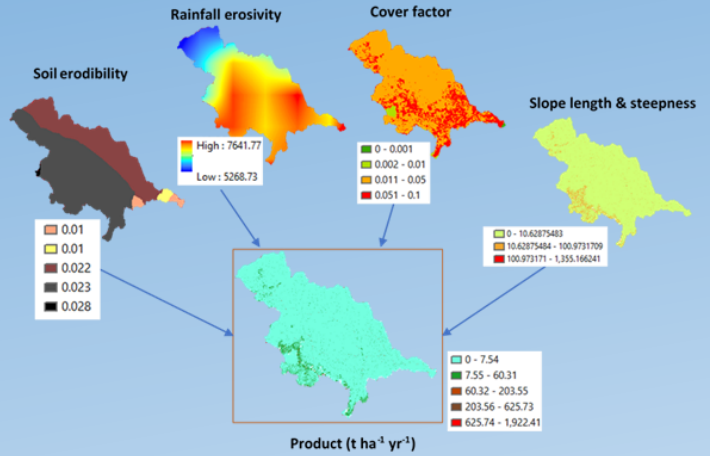 Rainfall erosivity
Cover factor
Soil erodibility
Slope length & steepness
High : 7641.77
Low : 5268.73
0 - 0.001
0.002 - 0.01
0.011 - 0.05
0.051 - 0.1
0.01
0.01
0.022
0.023
0.028
0 - 10.62875483
10.62875484 - 100.9731709
100.973171 - 1,355.166241
0 - 7.54
7.55 - 60.31
60.32 - 203.55
203.56 - 625.73
625.74 - 1,922.41
Product (t ha⁻¹ yr⁻¹)